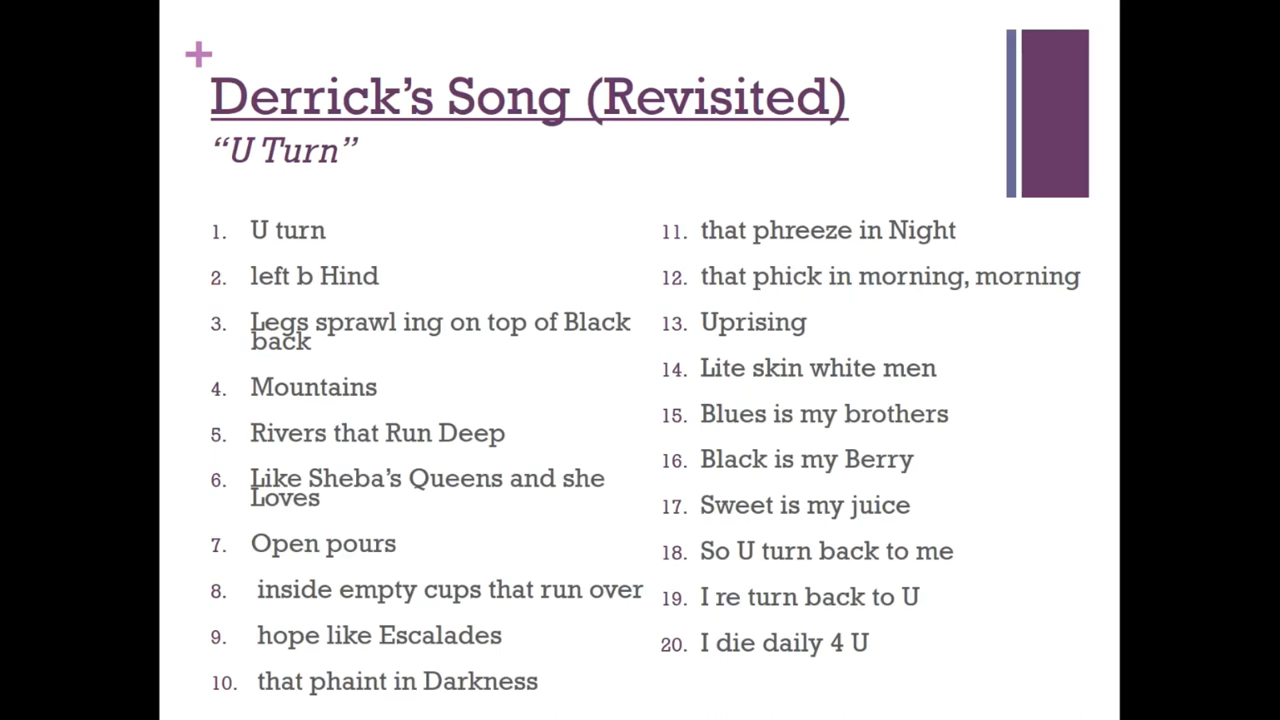 +
Derrick’s Song (Revisited)
“U Turn”
1. U turn
2. left b Hind
3. Legs sprawl ing on top of Black
back
4. Mountains
5. Rivers that Run Deep
6. Like Sheba’s Queens and she
Loves
7. Open pours
8. inside empty cups that run over
9. hope like Escalades
10. that phaint in Darkness
11. that phreeze in Night
12. that phick in morning, morning
13. Uprising
14. Lite skin white men
15. Blues is my brothers
16. Black is my Berry
17. Sweet is my juice
18. So U turn back to me
19. I re turn back to U
20. I die daily 4 U